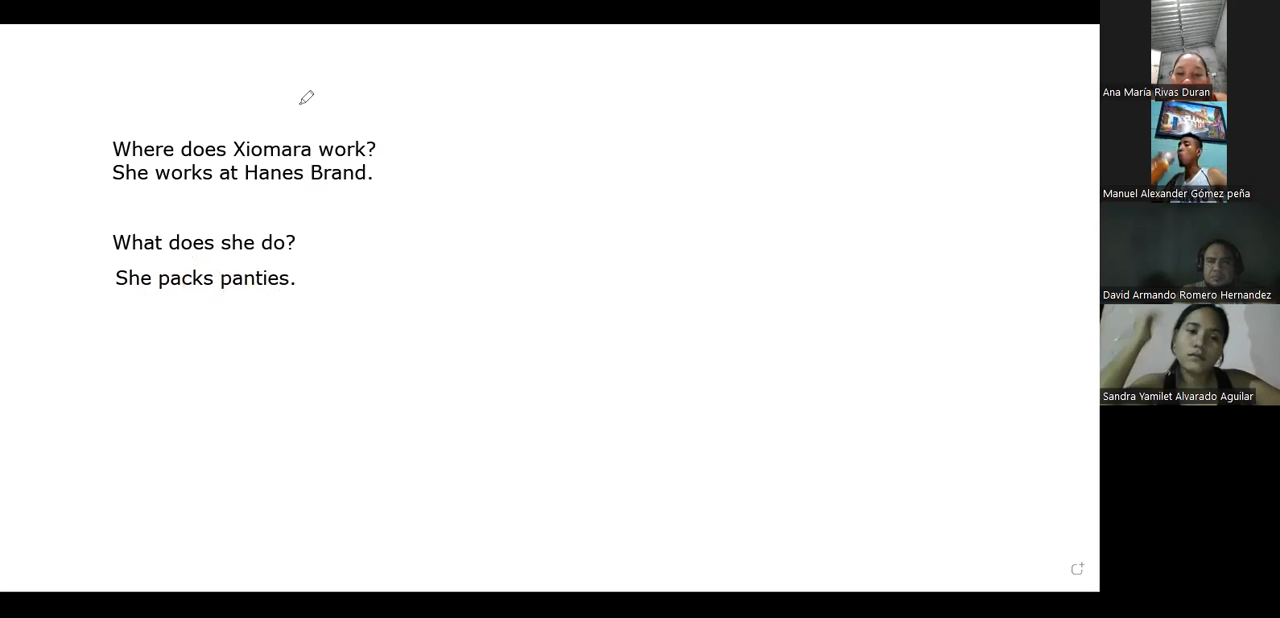 Where does Xiomara work?
She works at Hanes Brand.
What does she do?
She packs panties.
Ana María Rivas Duran
Manuel Alexander Gómez peña
David Armando Romero Hernandez
Sandra Yamilet Alvarado Aguilar